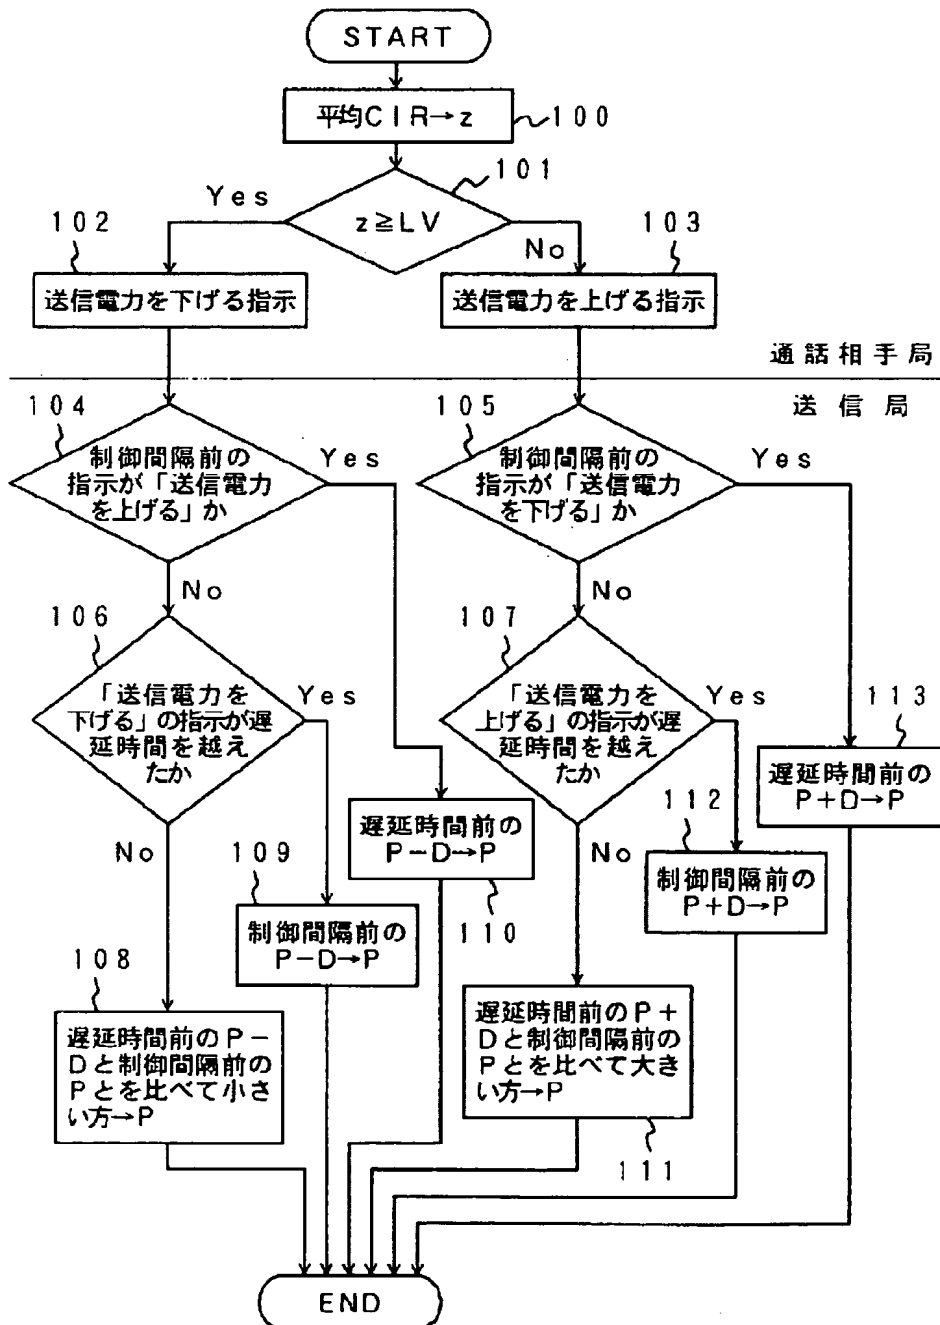 START
平均CIR→z
100
101
z≧LV
Yes
No
102
103
送信電力を下げる指示
送信電力を上げる指示
通話相手局
送信局
104
105
制御間隔前の
指示が「送信電力
を上げる」か
Yes
No
制御間隔前の
指示が「送信電力
を下げる」か
Yes
No
106
107
「送信電力を
下げる」の指示が遅
延時間を越え
たか
Yes
No
「送信電力を
上げる」の指示が遅
延時間を越え
たか
Yes
No
113
遅延時間前の
P+D→P
112
制御間隔前の
P+D→P
遅延時間前の
P−D→P
110
109
制御間隔前の
P−D→P
108
遅延時間前のP−
Dと制御間隔前の
Pとを比べて小さ
い方→P
遅延時間前のP+
Dと制御間隔前の
Pとを比べて大き
い方→P
111
END